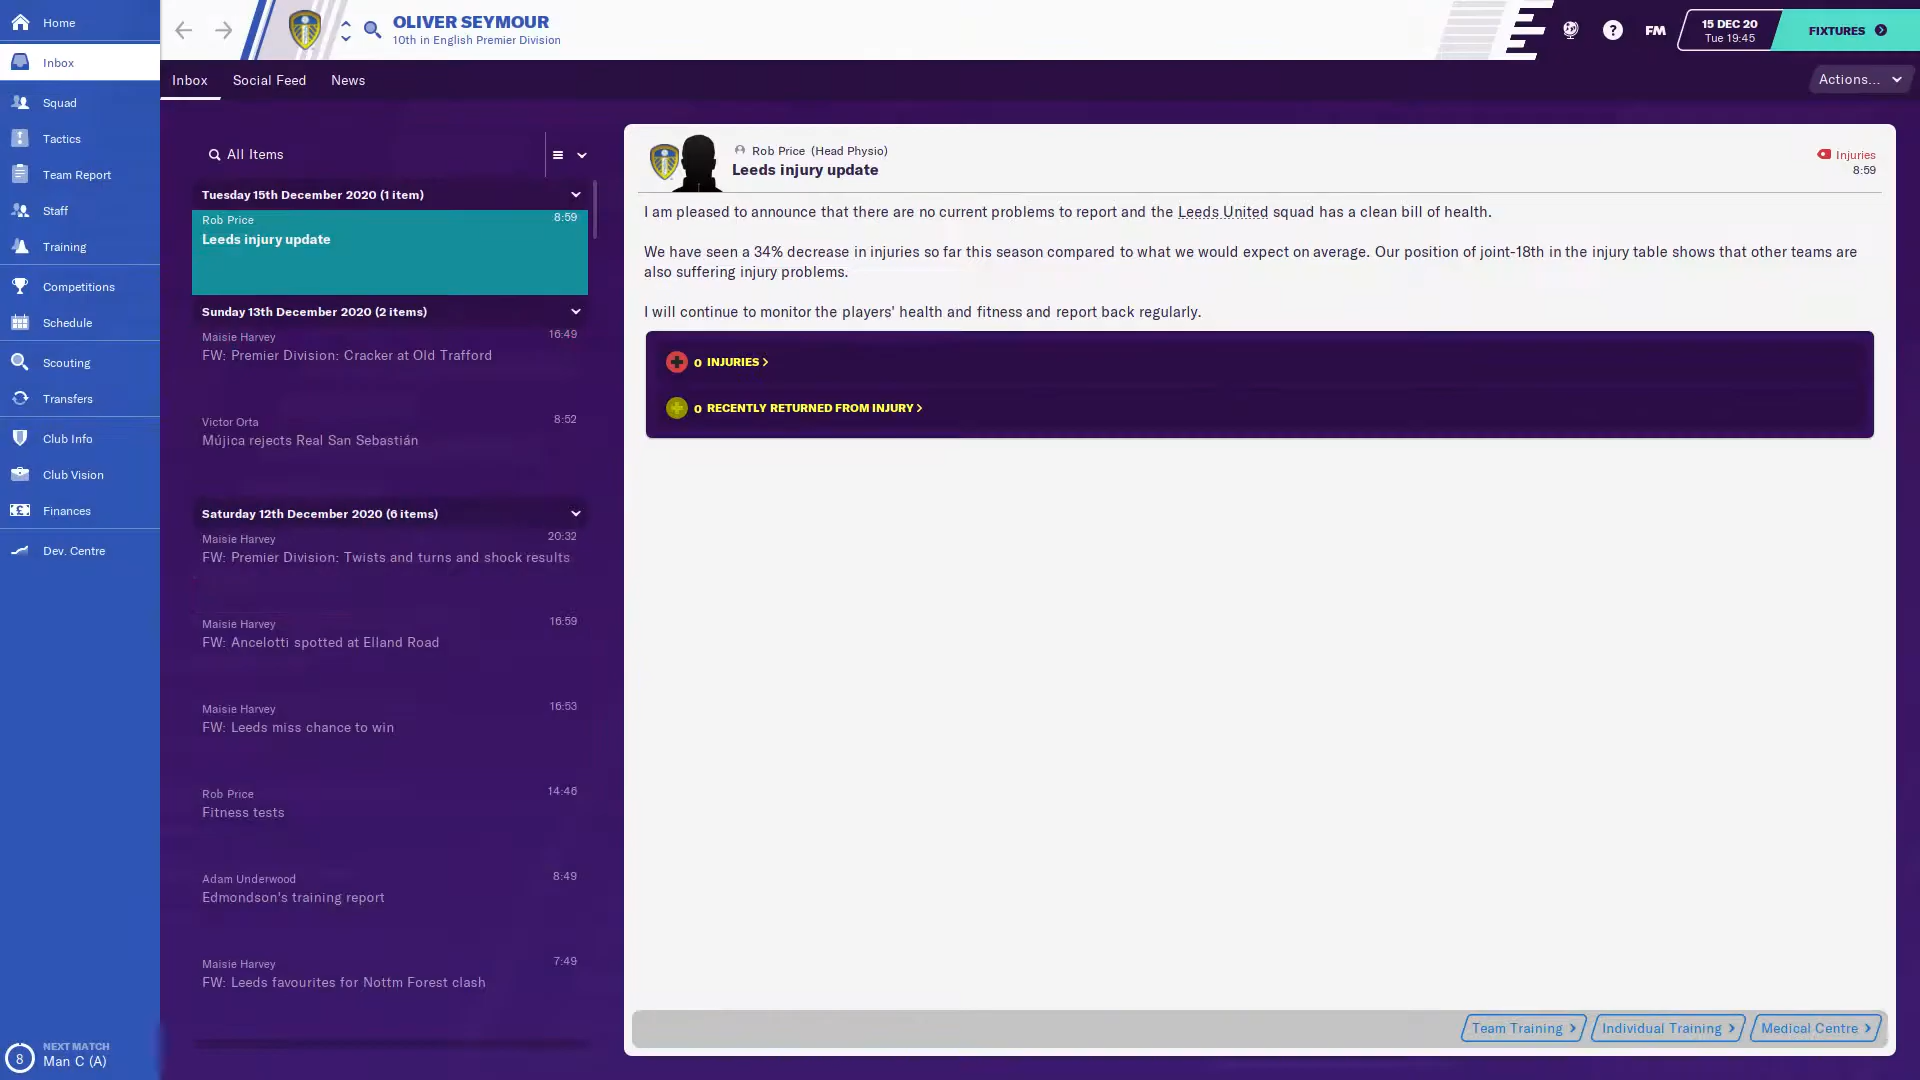 Home
Inbox
Squad
Tactics
Team Report
Staff
Training
Competitions
Schedule
Scouting
Transfers
Club Info
Club Vision
Finances
Dev. Centre
8
NEXT MATCH
Man C (A)
OLIVER SEYMOUR
10th in English Premier Division
?
FM
15 DEC 20
Tue 19:45
FIXTURES
Inbox Social Feed News
Actions...
All Items
Tuesday 15th December 2020 (1 item)
Rob Price 8:59
Leeds injury update
Sunday 13th December 2020 (2 items)
Maisie Harvey 16:49
FW: Premier Division: Cracker at Old Trafford
Victor Orta 8:52
Mújica rejects Real San Sebastián
Saturday 12th December 2020 (6 items)
Maisie Harvey 20:32
FW: Premier Division: Twists and turns and shock results
Maisie Harvey 16:59
FW: Ancelotti spotted at Elland Road
Maisie Harvey 16:53
FW: Leeds miss chance to win
Rob Price 14:46
Fitness tests
Adam Underwood 8:49
Edmondson's training report
Maisie Harvey 7:49
FW: Leeds favourites for Nottm Forest clash
Rob Price (Head Physio)
Leeds injury update
Injuries
8:59
I am pleased to announce that there are no current problems to report and the Leeds United squad has a clean bill of health.
We have seen a 34% decrease in injuries so far this season compared to what we would expect on average. Our position of joint-18th in the injury table shows that other teams are
also suffering injury problems.
I will continue to monitor the players' health and fitness and report back regularly.
0 INJURIES >
0 RECENTLY RETURNED FROM INJURY >
Team Training > Individual Training > Medical Centre >